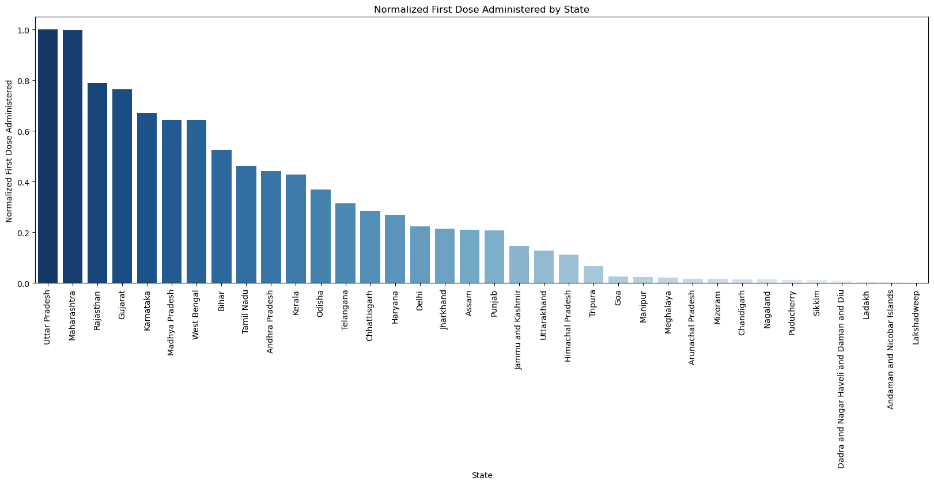 Normalized First Dose Administered by State
Normalized First Dose Administered
1.0
0.8
0.6
0.4
0.2
0.0
Uttar Pradesh
Maharashtra
Rajasthan
Gujarat
Karnataka
Madhya Pradesh
West Bengal
Bihar
Tamil Nadu
Andhra Pradesh
Kerala
Odisha
Telangana
Chhattisgarh
Haryana
Delhi
Jharkhand
Assam
Punjab
Jammu and Kashmir
Uttarakhand
Himachal Pradesh
Tripura
Goa
Manipur
Meghalaya
Arunachal Pradesh
Mizoram
Chandigarh
Nagaland
Puducherry
Sikkim
Dadra and Nagar Haveli and Daman and Diu
Ladakh
Andaman and Nicobar Islands
Lakshadweep
State